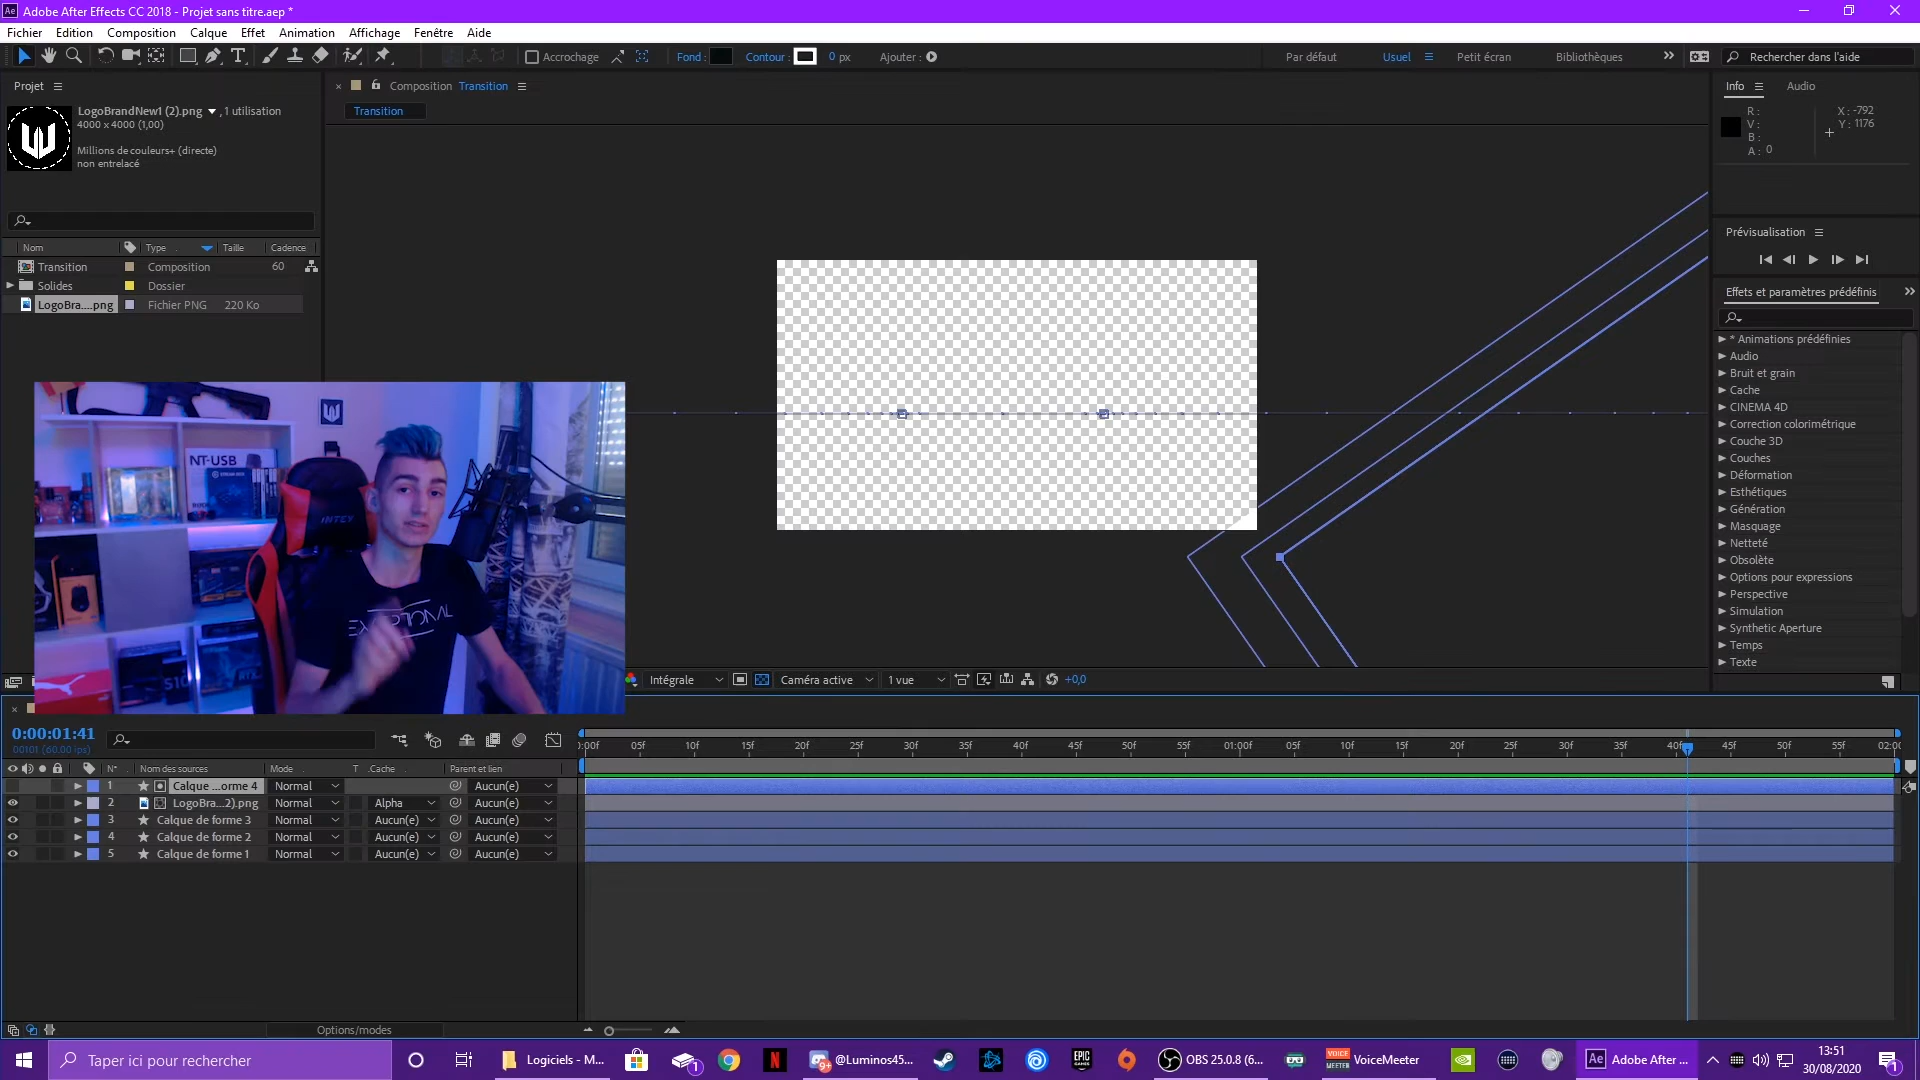 Adobe After Effects CC 2018 - Projet sans titre.aep *
Fichier Edition Composition Calque Effet Animation Affichage Fenêtre Aide
Accrochage Fond : Contour : 0 px Ajouter : Par défaut Usuel Petit écran Bibliothèques Rechercher dans l'aide
Projet
LogoBrandNew1 (2).png , 1 utilisation
4000 x 4000 (1,00)
Millions de couleurs+ (directe)
non entrelacé
Nom Type Taille Cadence
Transition Composition 60
Solides Dossier
LogoBra....png Fichier PNG 220 Ko
Composition Transition
Transition
Info Audio
R : X : -792
V : Y : 1176
B :
A : 0
Prévisualisation
Effets et paramètres prédéfinis
* Animations prédéfinies
Audio
Bruit et grain
Cache
CINEMA 4D
Correction colorimétrique
Couche 3D
Couches
Déformation
Esthétiques
Génération
Masquage
Netteté
Obsolète
Options pour expressions
Perspective
Simulation
Synthetic Aperture
Temps
Texte
NT-USB
INTEY
Intégrale Caméra active 1 vue +0,0
0:00:01:41
00101 (60.00 ips)
):00f 05f 10f 15f 20f 25f 30f 35f 40f 45f 50f 55f 01:00f 05f 10f 15f 20f 25f 30f 35f 40f 45f 50f 55f 02:00
N° Nom des sources Mode T .Cache Parent et lien
1 Calque ...orme 4 Normal Aucun(e)
2 LogoBra...2).png Normal Alpha Aucun(e)
3 Calque de forme 3 Normal Aucun(e) Aucun(e)
4 Calque de forme 2 Normal Aucun(e) Aucun(e)
5 Calque de forme 1 Normal Aucun(e) Aucun(e)
Options/modes
Taper ici pour rechercher
Logiciels - M...
1
@Luminos45...
9+
EPIC GAMES
OBS 25.0.8 (6...
VOICE MEETER
VoiceMeeter
Ae Adobe After ...
13:51
30/08/2020
1